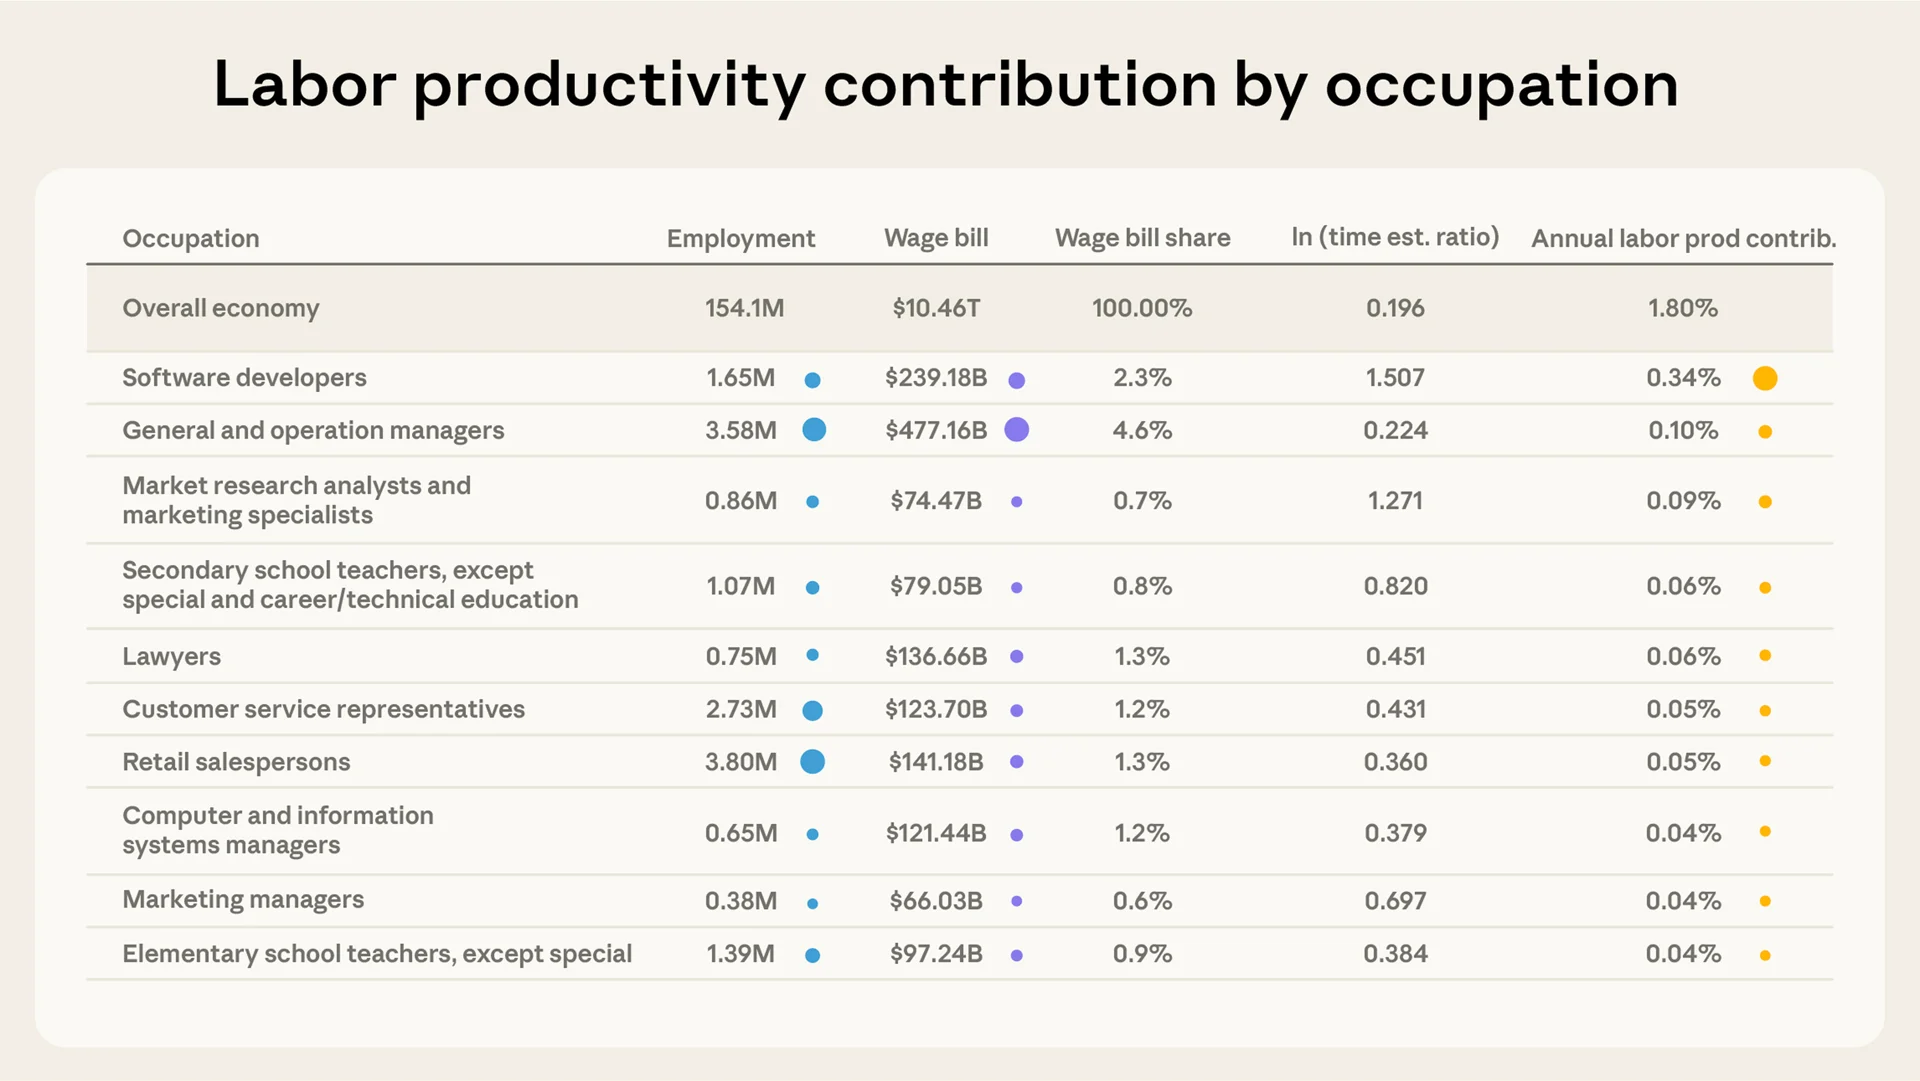 Labor productivity contribution by occupation
Occupation Employment Wage bill Wage bill share ln (time est. ratio) Annual labor prod contrib.
Overall economy 154.1M $10.46T 100.00% 0.196 1.80%
Software developers 1.65M $239.18B 2.3% 1.507 0.34%
General and operation managers 3.58M $477.16B 4.6% 0.224 0.10%
Market research analysts and
marketing specialists 0.86M $74.47B 0.7% 1.271 0.09%
Secondary school teachers, except
special and career/technical education 1.07M $79.05B 0.8% 0.820 0.06%
Lawyers 0.75M $136.66B 1.3% 0.451 0.06%
Customer service representatives 2.73M $123.70B 1.2% 0.431 0.05%
Retail salespersons 3.80M $141.18B 1.3% 0.360 0.05%
Computer and information
systems managers 0.65M $121.44B 1.2% 0.379 0.04%
Marketing managers 0.38M $66.03B 0.6% 0.697 0.04%
Elementary school teachers, except special 1.39M $97.24B 0.9% 0.384 0.04%